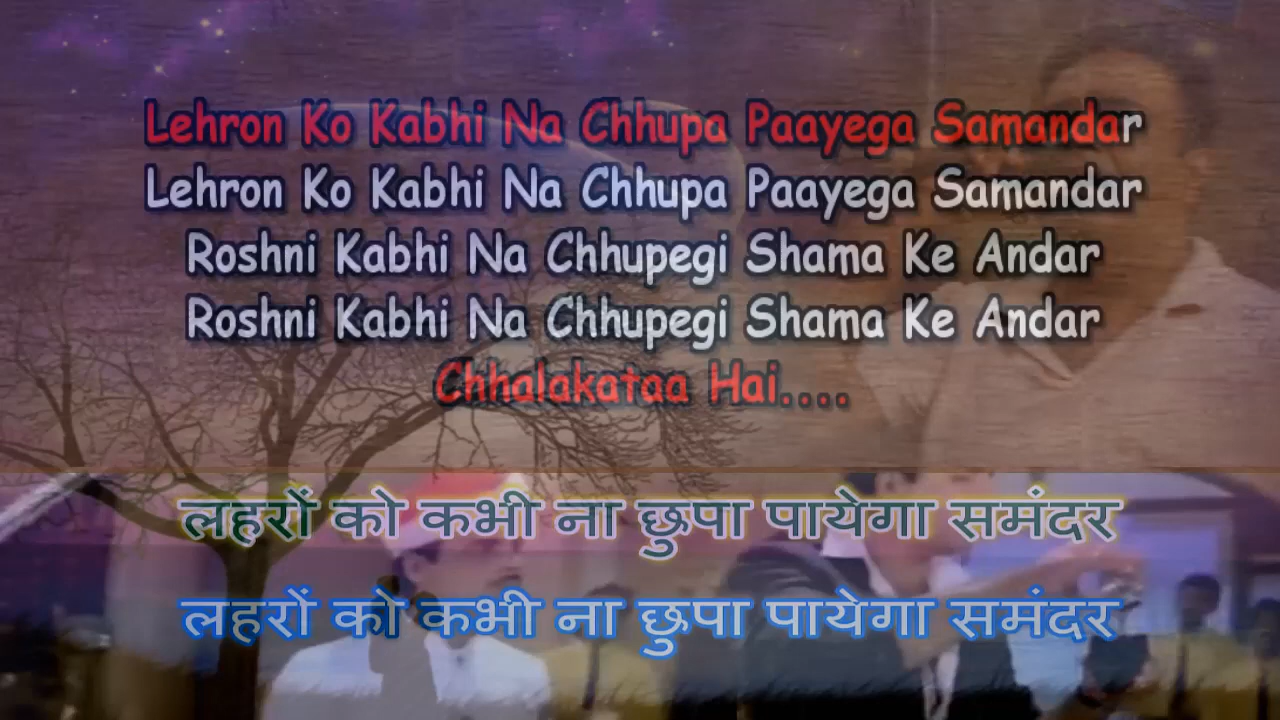 Lehron Ko Kabhi Na Chhupa Paayega Samandar
Lehron Ko Kabhi Na Chhupa Paayega Samandar
Roshni Kabhi Na Chhupegi Shama Ke Andar
Roshni Kabhi Na Chhupegi Shama Ke Andar
Chhalakataa Hai....
लहरों को कभी ना छुपा पायेगा समंदर
लहरों को कभी ना छुपा पायेगा समंदर